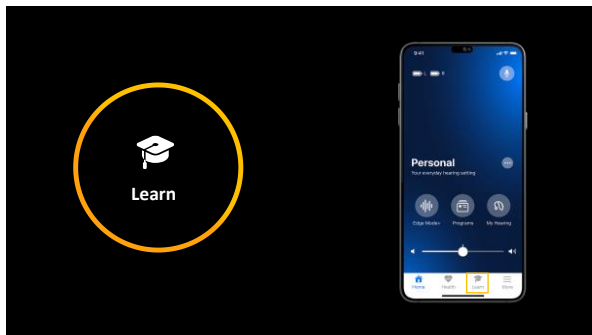 Learn
9:41
L R
Personal
Your everyday hearing setting
Edge Mode+ Programs My Hearing
Home Health Learn More